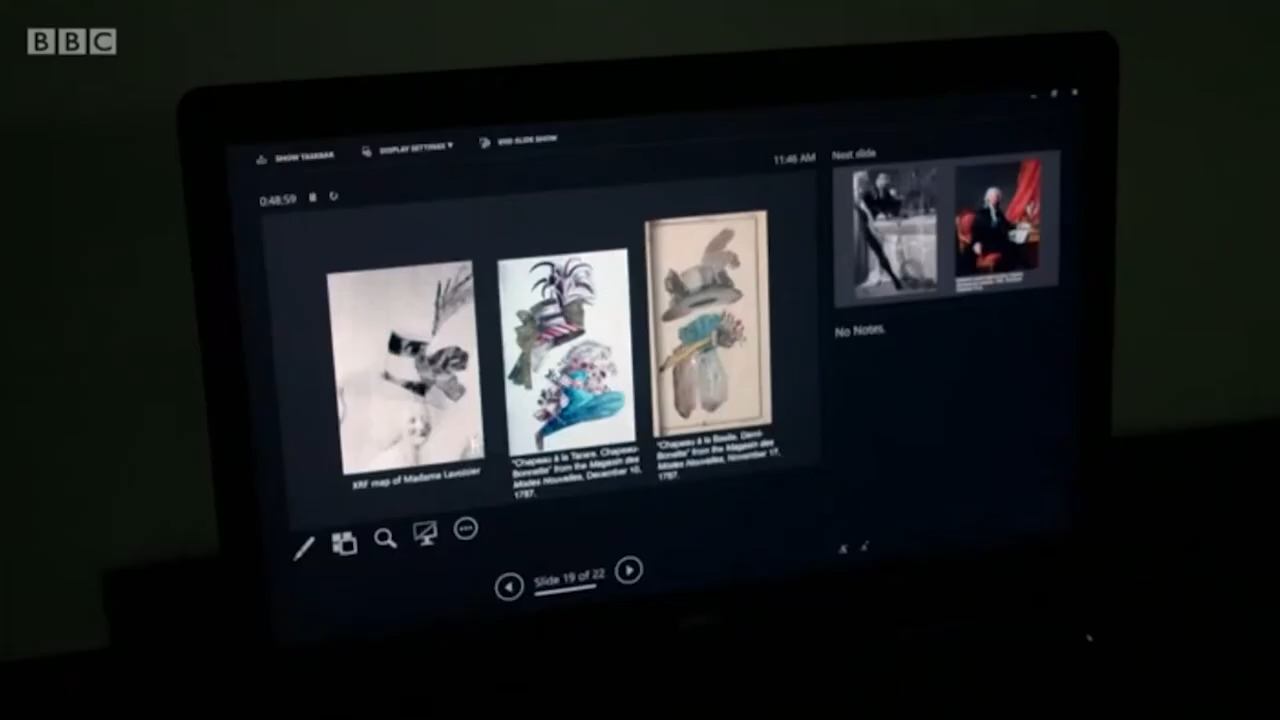 BBC
SHOW TASKBAR
DISPLAY SETTINGS ▼
END SLIDE SHOW
0:48:59
11:46 AM
Next slide
No Notes.
XRF map of Madame Lavoisier
"Chapeau à la Tarare, Chapeau-
Bonnette" from the Magasin des
Modes Nouvelles, December 10,
1787.
"Chapeau à la Basile, Demi-
Bonnette" from the Magasin des
Modes Nouvelles, November 17,
1787.
Slide 19 of 22